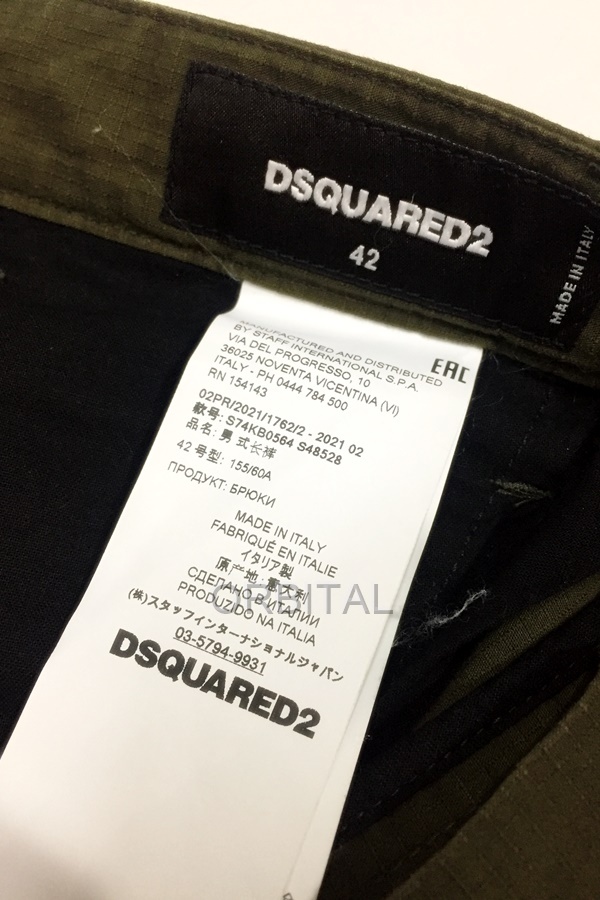 DSQUARED2
42
MADE IN ITALY
MANUFACTURED AND DISTRIBUTED
BY STAFF INTERNATIONAL S.P.A.
VIA DEL PROGRESSO, 10
36025 NOVENTA VICENTINA (VI)
ITALY - PH 0444 784 500
RN 154143
EAC
02PR/2021/1762/2 - 2021 02
款号: S74KB0564 S48528
品名: 男 式长裤
42 号型: 155/60A
ПРОДУКТ: БРЮКИ
MADE IN ITALY
FABRIQUÉ EN ITALIE
イタリア製
原产地: 意大利
СДЕЛАНО В ИТАЛИИ
ORBITAL
PRODUZIDO NA ITALIA
(株)スタッフインターナショナルジャパン
03-5794-9931
DSQUARED2